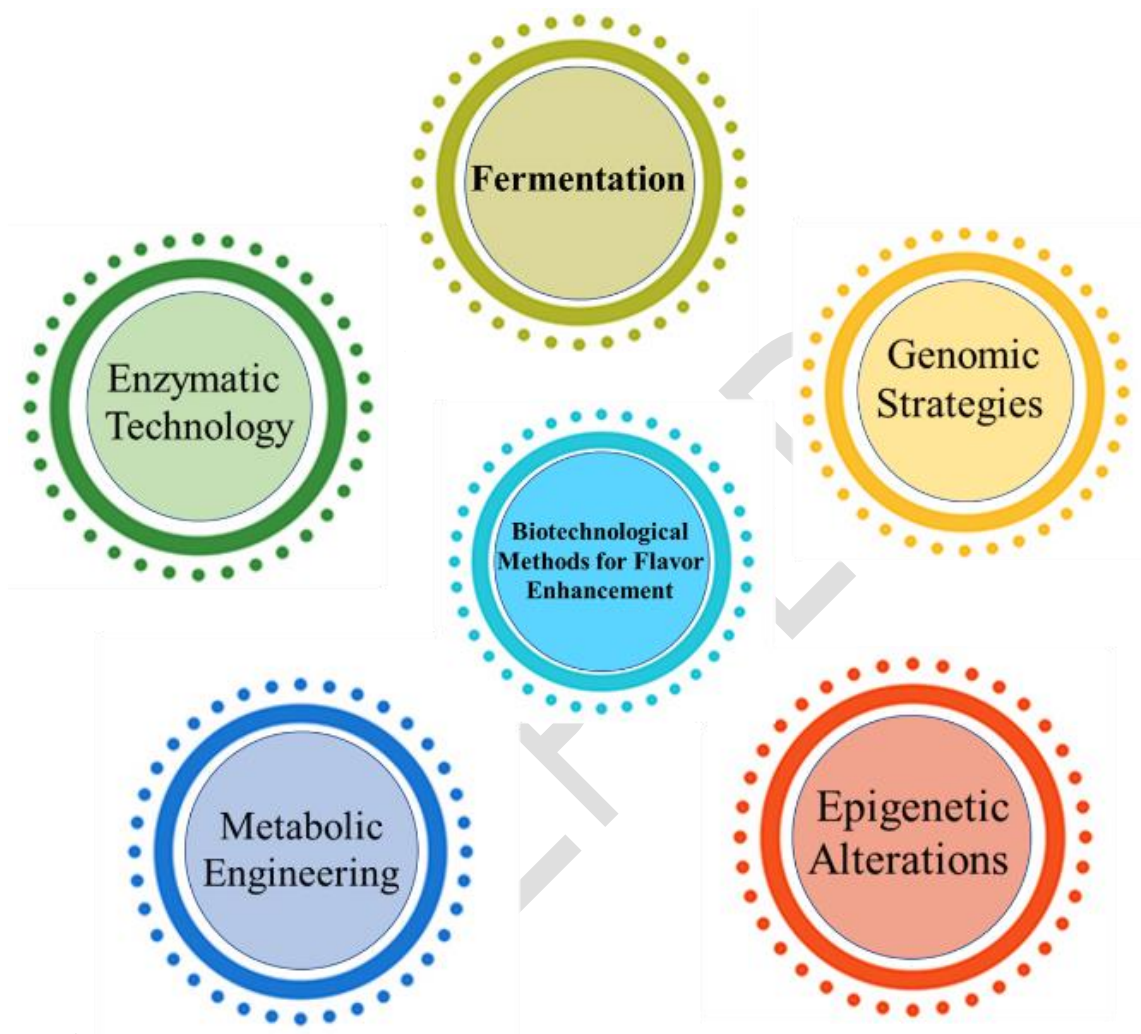 Fermentation
Enzymatic
Technology
Genomic
Strategies
Biotechnological
Methods for Flavor
Enhancement
Metabolic
Engineering
Epigenetic
Alterations